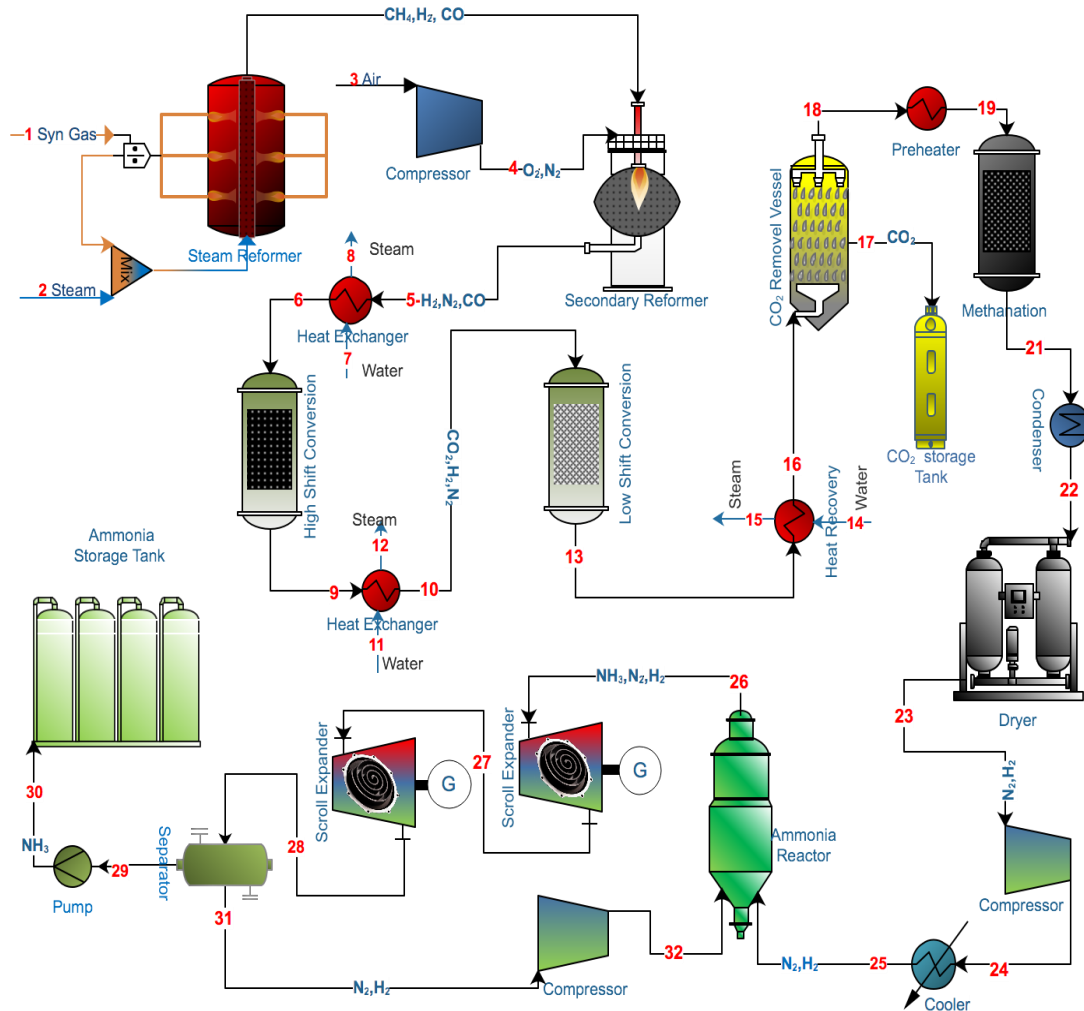 CH₄,H₂, CO
3 Air
1 Syn Gas
Compressor
4-O₂,N₂
Mix
2 Steam
Steam Reformer
Secondary Reformer
8 Steam
6
5-H₂,N₂,CO
Heat Exchanger
7
Water
High Shift Conversion
CO₂,H₂,N₂
Low Shift Conversion
Steam
12
9
10
Heat Exchanger
11
Water
13
18
19
Preheater
CO₂ Removel Vessel
17 CO₂
Methanation
21
CO₂ storage
Tank
Condenser
22
16
Steam
15
Water
14
Heat Recovery
Dryer
23
N₂,H₂
Compressor
24
Cooler
25
N₂,H₂
Ammonia
Reactor
26
NH₃,N₂,H₂
Scroll Expander
G
27
Scroll Expander
G
28
Separator
29
Pump
NH₃
30
Ammonia
Storage Tank
31
N₂,H₂
Compressor
32